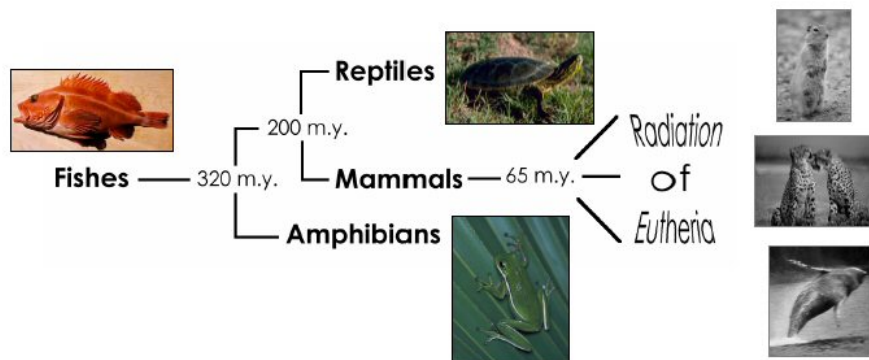 Reptiles
200 m.y.
Fishes
320 m.y.
Mammals
65 m.y.
Radiation
of
Eutheria
Amphibians